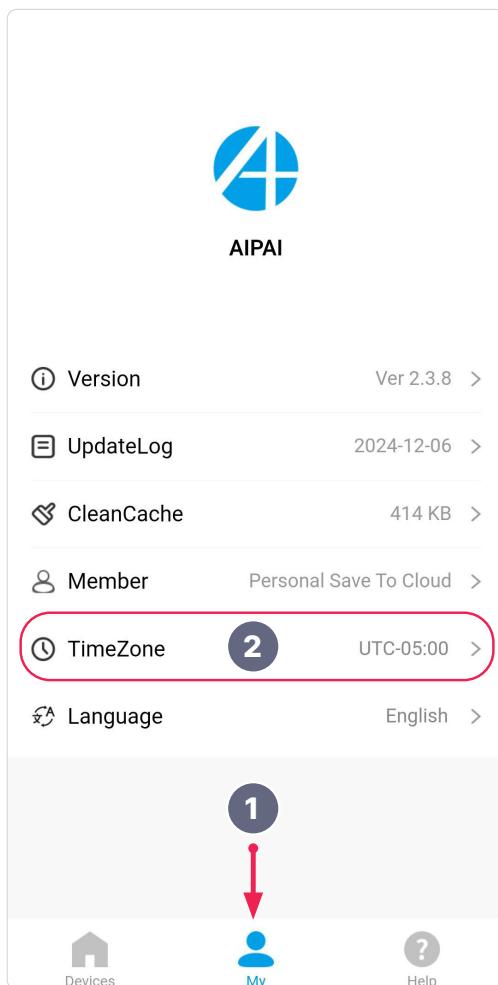 AIPAI
Version Ver 2.3.8
UpdateLog 2024-12-06
CleanCache 414 KB
Member Personal Save To Cloud
TimeZone 2 UTC-05:00
Language English
1
Devices My Help